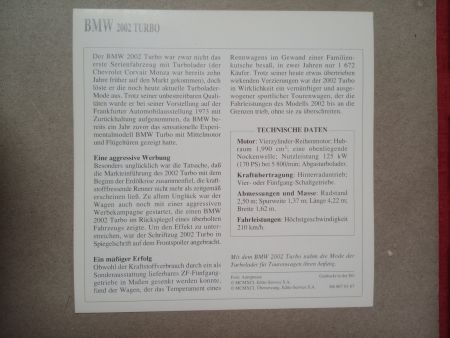 BMW 2002 TURBO
Der BMW 2002 Turbo war zwar nicht das
erste Serienfahrzeug mit Turbolader (der
Chevrolet Corvair Monza war bereits zehn
Jahre früher auf den Markt gekommen), doch
löste er die noch heute aktuelle Turbolader-
Mode aus. Trotz seiner unbestreitbaren Quali-
täten wurde er bei seiner Vorstellung auf der
Frankfurter Automobilausstellung 1973 mit
Zurückhaltung aufgenommen, da BMW be-
reits ein Jahr zuvor das sensationelle Experi-
mentalmodell BMW Turbo mit Mittelmotor
und Flügeltüren gezeigt hatte.
Eine aggressive Werbung
Besonders unglücklich war die Tatsache, daß
die Markteinführung des 2002 Turbo mit dem
Beginn der Erdölkrise zusammenfiel, die kraft-
stofffressende Renner nicht mehr als zeitgemäß
erscheinen ließ. Zu allem Unglück war der
Wagen auch noch mit einer aggressiven
Werbekampagne gestartet, die einen BMW
2002 Turbo im Rückspiegel eines überholten
Fahrzeugs zeigte. Um den Effekt zu unter-
streichen, war der Schriftzug 2002 Turbo in
Spiegelschrift auf dem Frontspoiler angebracht.
Ein mäßiger Erfolg
Obwohl der Kraftstoffverbrauch durch ein als
Sonderausstattung lieferbares ZF-Fünfgang-
getriebe in Maßen gesenkt werden konnte,
fand der Wagen, der das Temperament eines
Rennwagens im Gewand einer Familien-
kutsche besaß, in zwei Jahren nur 1 672
Käufer. Trotz seiner heute etwas übertrieben
wirkenden Verzierungen war der 2002 Turbo
in Wirklichkeit ein vernünftiger und ausge-
wogener sportlicher Tourenwagen, der die
Fahrleistungen des Modells 2002 bis an die
Grenzen trieb, ohne sie zu überschreiten.
TECHNISCHE DATEN
Motor: Vierzylinder-Reihenmotor; Hub-
raum 1,990 cm³; eine obenliegende
Nockenwelle; Nutzleistung 125 kW
(170 PS) bei 5 800/min; Abgasturbolader.
Kraftübertragung: Hinterradantrieb;
Vier- oder Fünfgang-Schaltgetriebe.
Abmessungen und Masse: Radstand
2,50 m; Spurweite 1,37 m; Länge 4,22 m;
Breite 1,62 m.
Fahrleistungen: Höchstgeschwindigkeit
210 km/h.
Mit dem BMW 2002 Turbo nahm die Mode der
Turbolader für Tourenwagen ihren Anfang.
© MCMXCI, Edito-Service S.A.
© MCMXCI, Übersetzung, Edito-Service S.A.